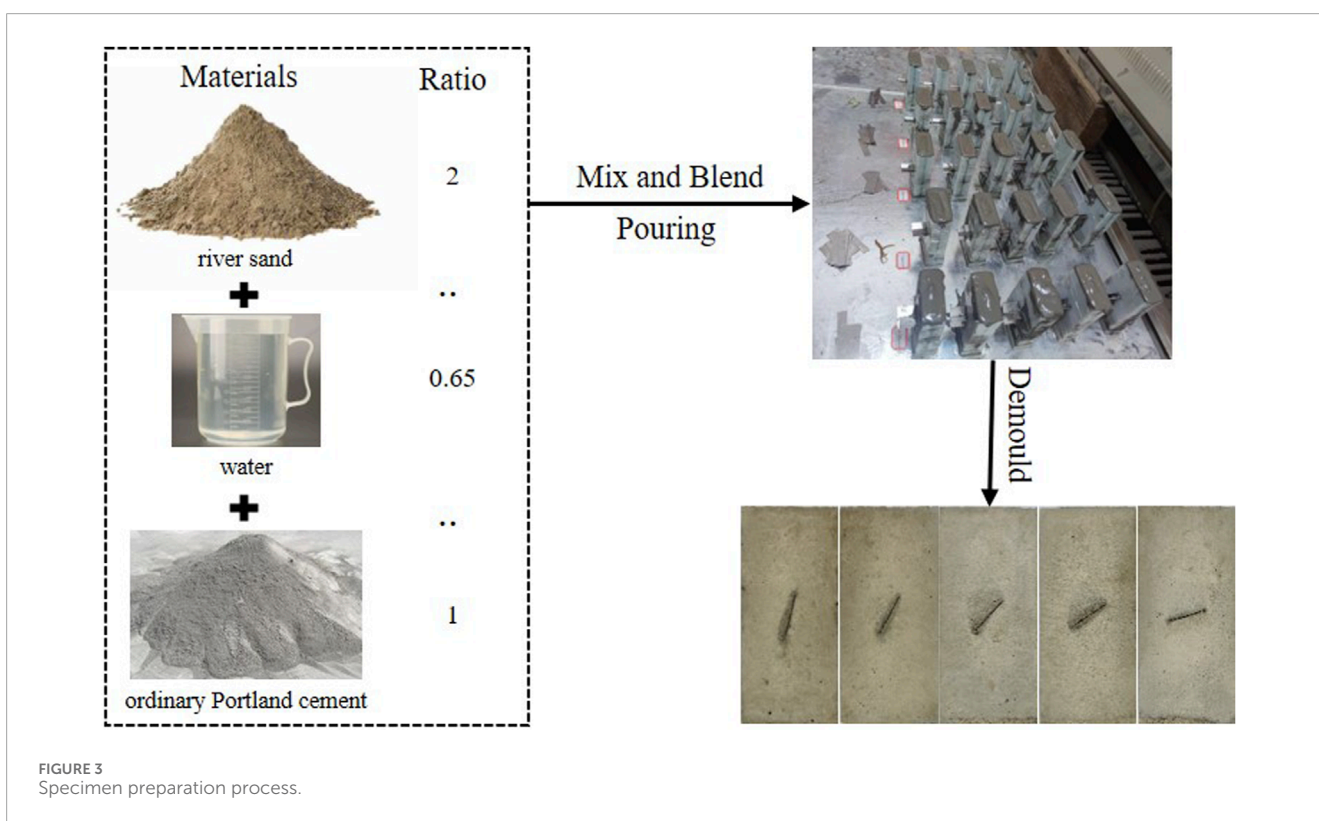 Materials
Ratio
2
river sand
+
..
0.65
water
+
..
1
ordinary Portland cement
Mix and Blend
Pouring
Demould
FIGURE 3
Specimen preparation process.